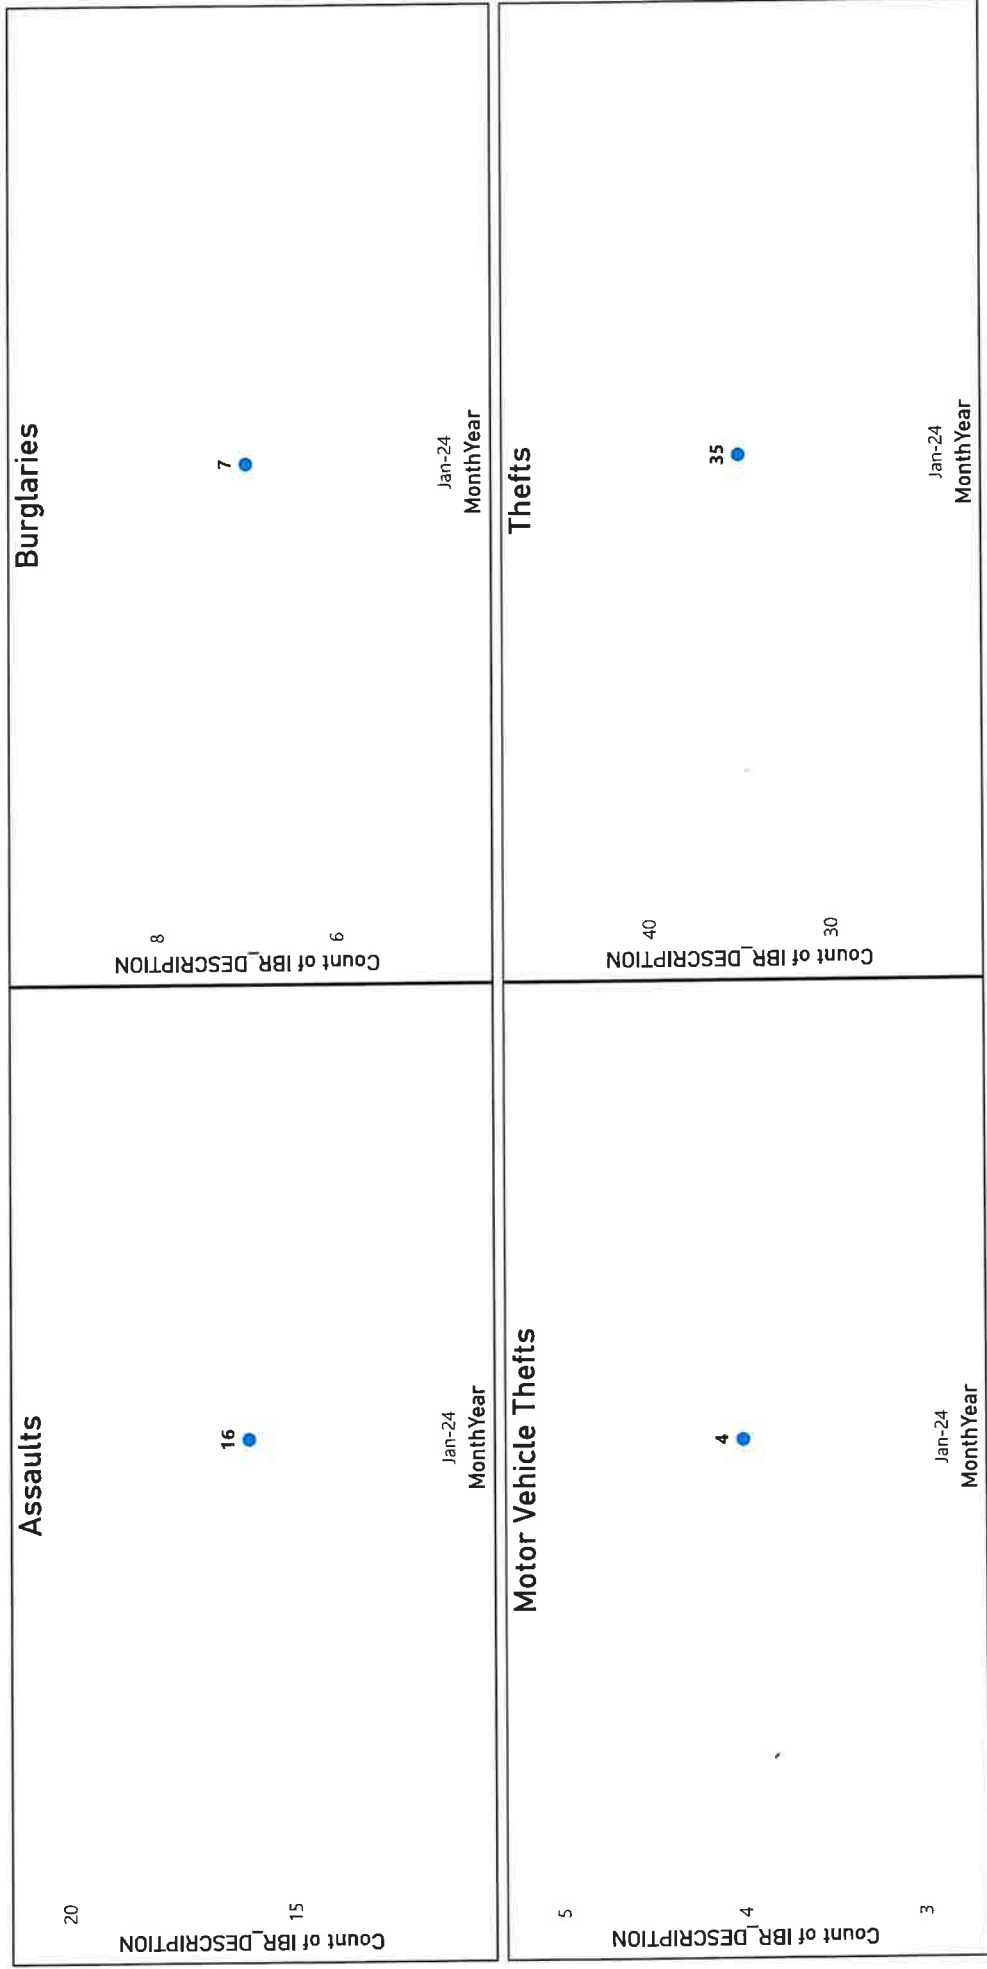 Assaults
Count of IBR_DESCRIPTION
20
15
16
Jan-24
MonthYear
Burglaries
Count of IBR_DESCRIPTION
8
6
7
Jan-24
MonthYear
Motor Vehicle Thefts
Count of IBR_DESCRIPTION
5
4
3
4
Jan-24
MonthYear
Thefts
Count of IBR_DESCRIPTION
40
30
35
Jan-24
MonthYear